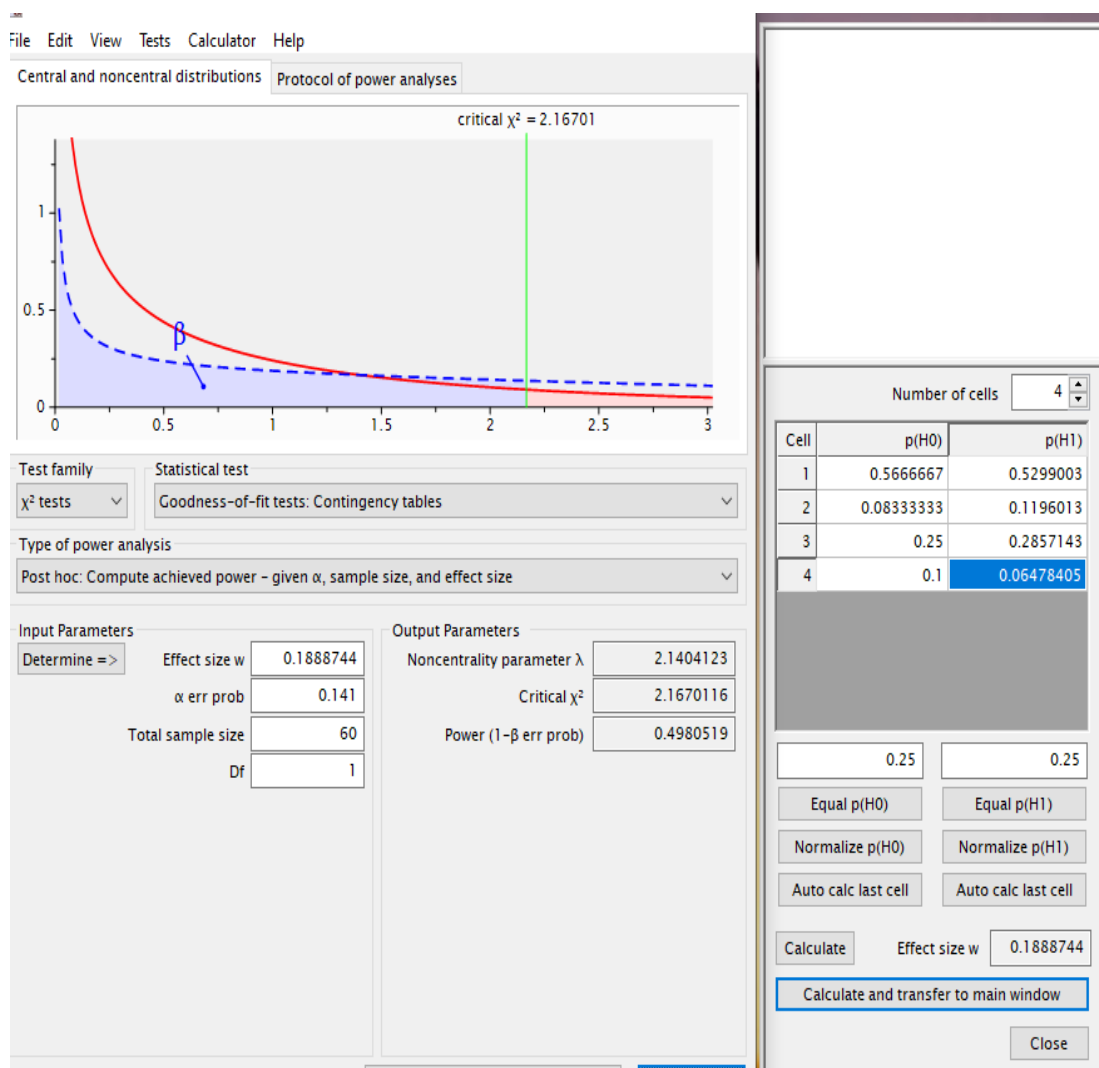 File Edit View Tests Calculator Help
Central and noncentral distributions Protocol of power analyses
critical χ² = 2.16701
1
0.5
0
β
0 0.5 1 1.5 2 2.5 3
Test family Statistical test
χ² tests Goodness-of-fit tests: Contingency tables
Type of power analysis
Post hoc: Compute achieved power – given α, sample size, and effect size
Input Parameters Output Parameters
Determine => Effect size w 0.1888744 Noncentrality parameter λ 2.1404123
α err prob 0.141 Critical χ² 2.1670116
Total sample size 60 Power (1-β err prob) 0.4980519
Df 1
Number of cells 4
Cell p(H0) p(H1)
1 0.5666667 0.5299003
2 0.08333333 0.1196013
3 0.25 0.2857143
4 0.1 0.06478405
0.25 0.25
Equal p(H0) Equal p(H1)
Normalize p(H0) Normalize p(H1)
Auto calc last cell Auto calc last cell
Calculate Effect size w 0.1888744
Calculate and transfer to main window
Close